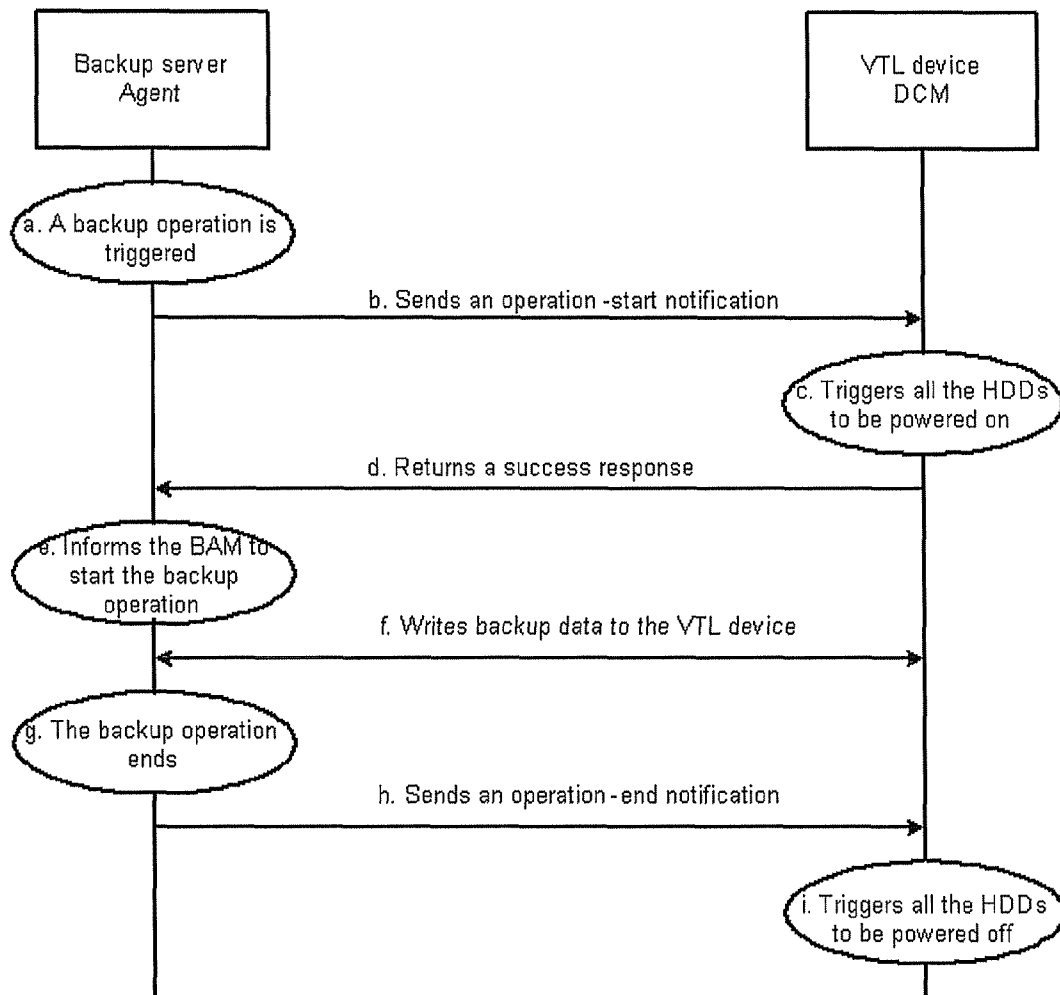 Backup server
Agent
VTL device
DCM
a. A backup operation is
triggered
b. Sends an operation-start notification
c. Triggers all the HDDs
to be powered on
d. Returns a success response
e. Informs the BAM to
start the backup
operation
f. Writes backup data to the VTL device
g. The backup operation
ends
h. Sends an operation-end notification
i. Triggers all the HDDs
to be powered off